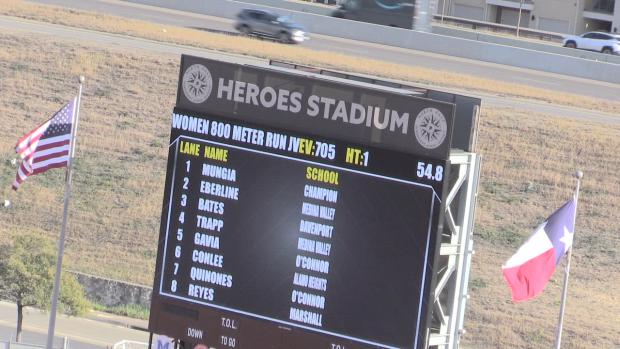 HEROES STADIUM
WOMEN 800 METER RUN JV EV:705 HT:1 54.8
LANE NAME SCHOOL
1 MUNGIA CHAMPION
2 EBERLINE MEDINA VALLEY
3 BATES DAVENPORT
4 TRAPP MEDINA VALLEY
5 GAVIA O'CONNOR
6 CONLEE ALAMO HEIGHTS
7 QUINONES O'CONNOR
8 REYES MARSHALL
DOWN T.O.L. TO GO T.O.L.